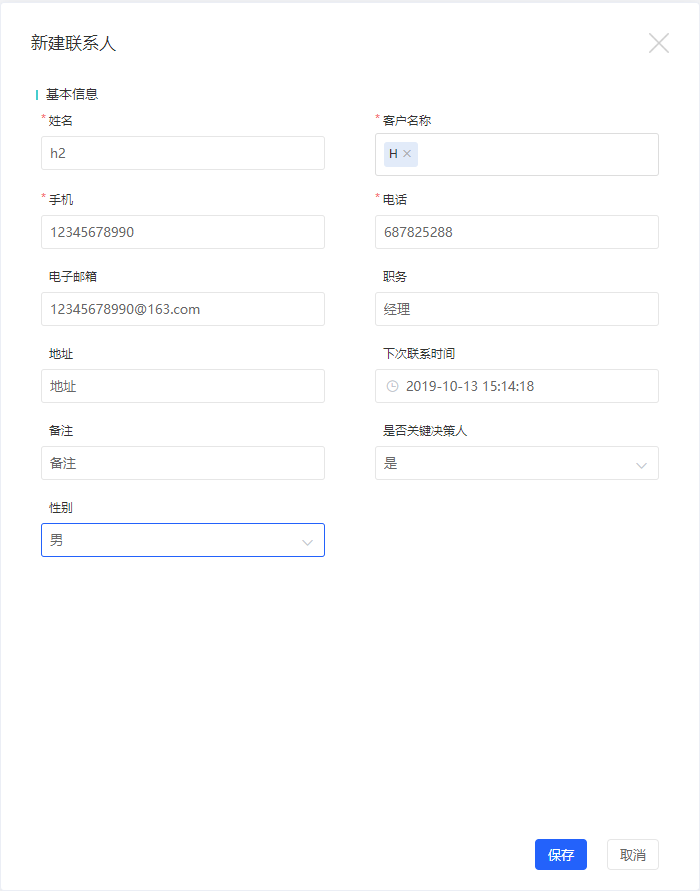 新建联系人
基本信息
* 姓名
* 客户名称
h2
H ×
* 手机
* 电话
12345678990
687825288
电子邮箱
职务
12345678990@163.com
经理
地址
下次联系时间
地址
2019-10-13 15:14:18
备注
是否关键决策人
备注
是
性别
男
保存
取消